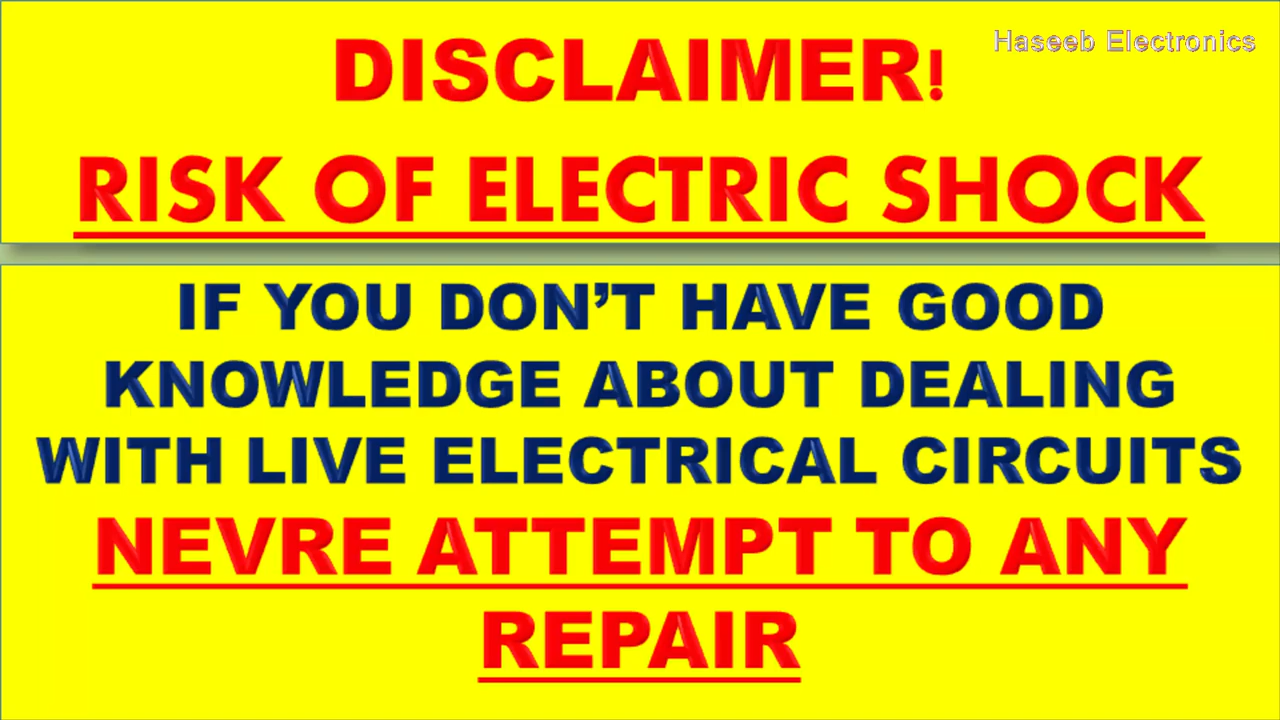 Haseeb Electronics
DISCLAIMER!
RISK OF ELECTRIC SHOCK
IF YOU DON’T HAVE GOOD
KNOWLEDGE ABOUT DEALING
WITH LIVE ELECTRICAL CIRCUITS
NEVRE ATTEMPT TO ANY
REPAIR